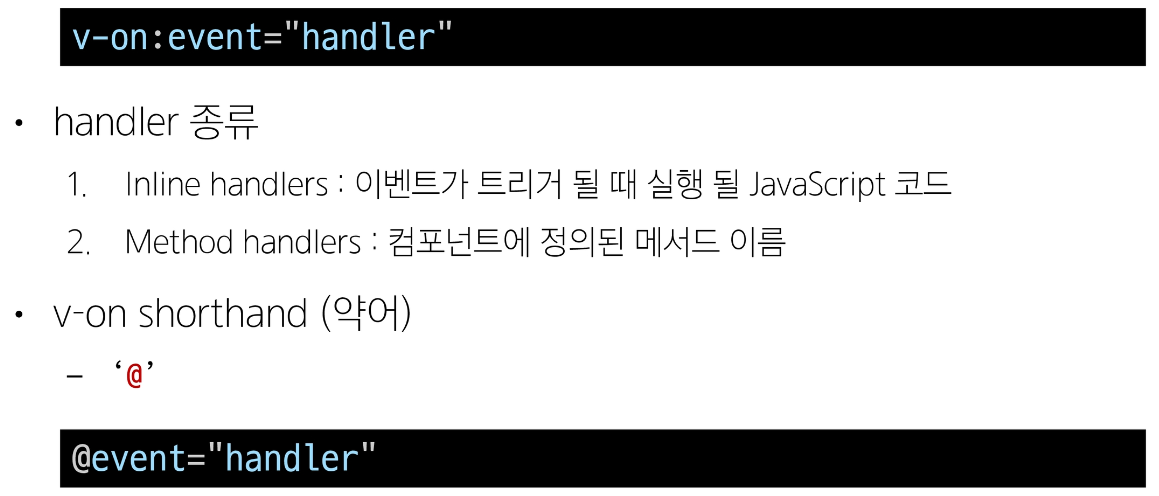 v-on:event="handler"
• handler 종류
1. Inline handlers : 이벤트가 트리거 될 때 실행 될 JavaScript 코드
2. Method handlers : 컴포넌트에 정의된 메서드 이름
• v-on shorthand (약어)
– ‘@’
@event="handler"